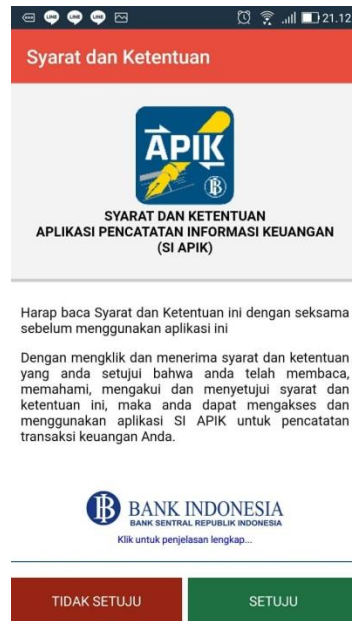 LINE LINE LINE 21.12
Syarat dan Ketentuan
APIK
SYARAT DAN KETENTUAN
APLIKASI PENCATATAN INFORMASI KEUANGAN
(SI APIK)
Harap baca Syarat dan Ketentuan ini dengan seksama
sebelum menggunakan aplikasi ini
Dengan mengklik dan menerima syarat dan ketentuan
yang anda setujui bahwa anda telah membaca,
memahami, mengakui dan menyetujui syarat dan
ketentuan ini, maka anda dapat mengakses dan
menggunakan aplikasi SI APIK untuk pencatatan
transaksi keuangan Anda.
BANK INDONESIA
BANK SENTRAL REPUBLIK INDONESIA
Klik untuk penjelasan lengkap...
TIDAK SETUJU SETUJU